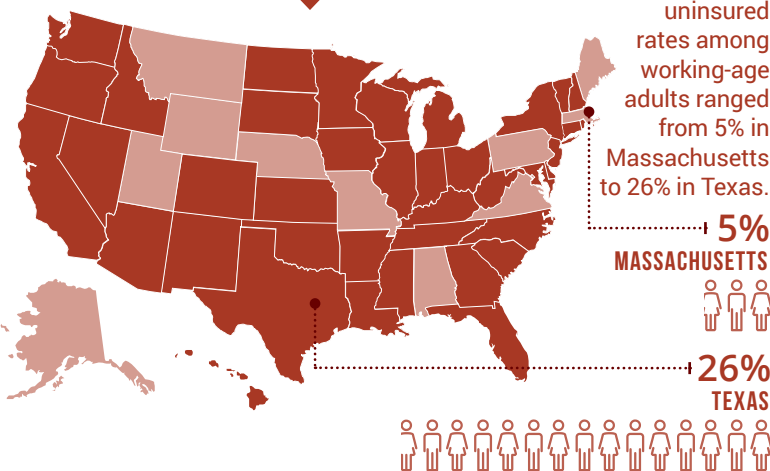 uninsured
rates among
working-age
adults ranged
from 5% in
Massachusetts
to 26% in Texas.
5%
MASSACHUSETTS
26%
TEXAS